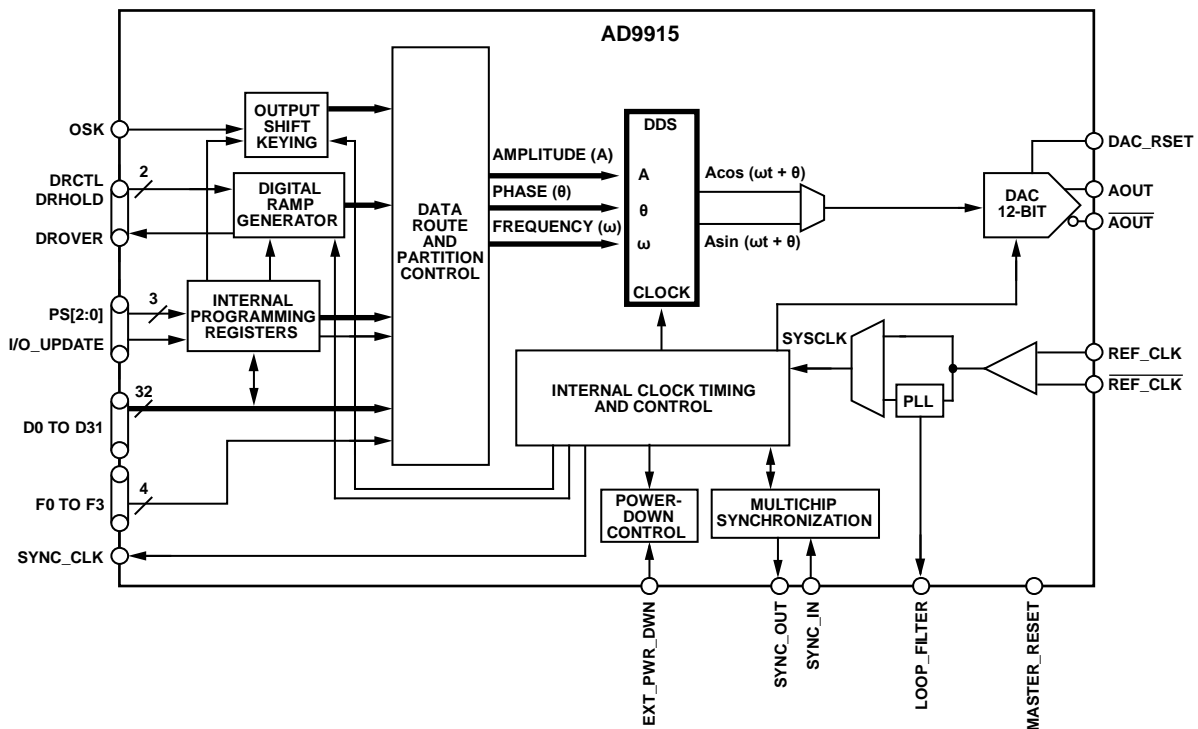 AD9915
OSK
DRCTL
DRHOLD
DROVER
PS[2:0]
I/O_UPDATE
D0 TO D31
F0 TO F3
SYNC_CLK
2
3
32
4
OUTPUT
SHIFT
KEYING
DIGITAL
RAMP
GENERATOR
INTERNAL
PROGRAMMING
REGISTERS
DATA
ROUTE
AND
PARTITION
CONTROL
AMPLITUDE (A)
PHASE (θ)
FREQUENCY (ω)
DDS
A
θ
ω
CLOCK
Acos (ωt + θ)
Asin (ωt + θ)
DAC
12-BIT
DAC_RSET
AOUT
AOUT
REF_CLK
REF_CLK
SYSCLK
PLL
INTERNAL CLOCK TIMING
AND CONTROL
POWER-
DOWN
CONTROL
MULTICHIP
SYNCHRONIZATION
EXT_PWR_DWN
SYNC_OUT
SYNC_IN
LOOP_FILTER
MASTER_RESET